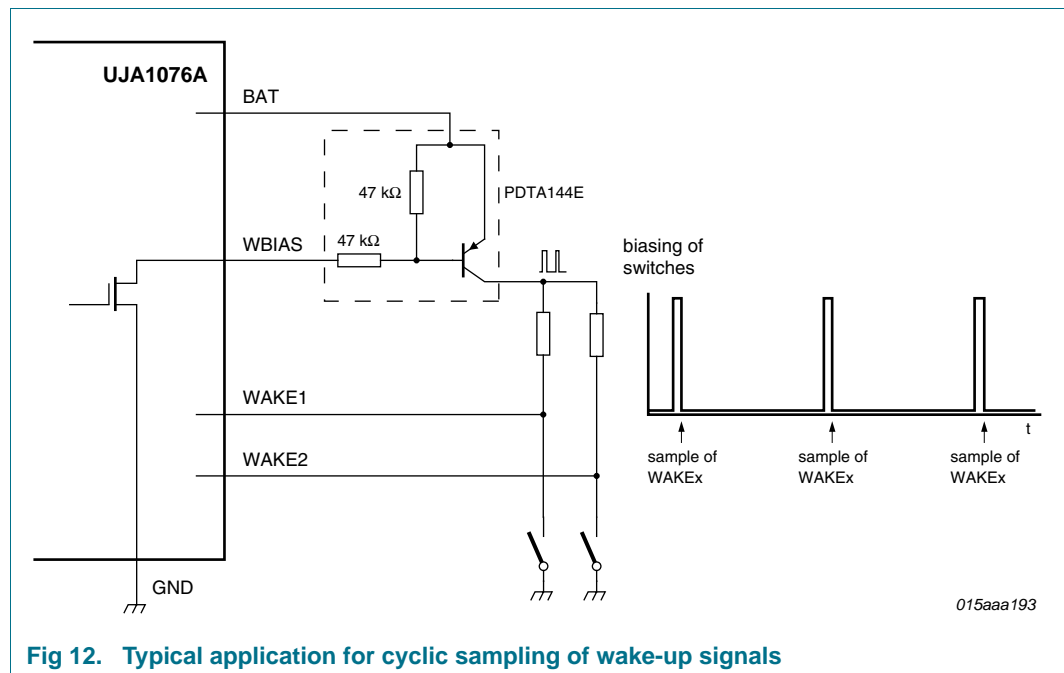 UJA1076A
BAT
47 kΩ
PDTA144E
WBIAS
47 kΩ
biasing of
switches
WAKE1
t
sample of
WAKEx
sample of
WAKEx
sample of
WAKEx
WAKE2
GND
015aaa193
Fig 12. Typical application for cyclic sampling of wake-up signals